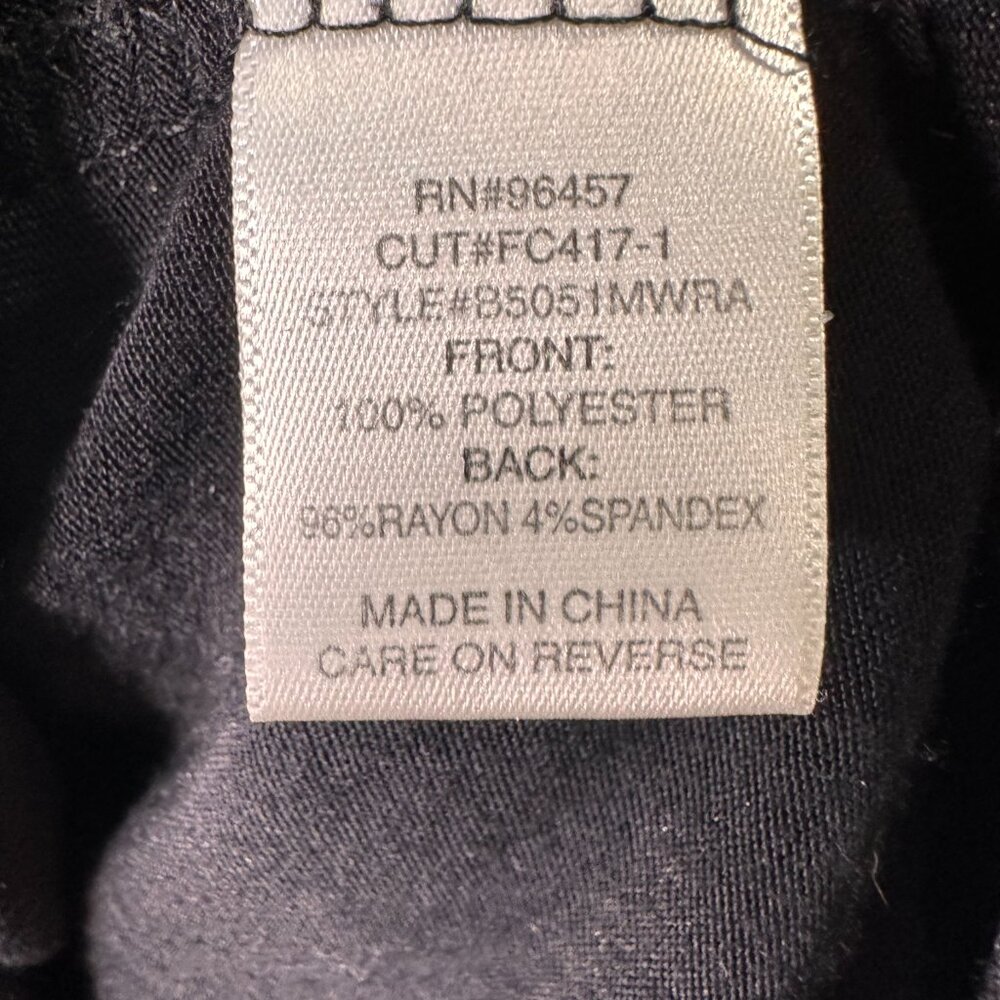 RN#96457
CUT#FC417-1
STYLE#B5051MWRA
FRONT:
100% POLYESTER
BACK:
96%RAYON 4%SPANDEX
MADE IN CHINA
CARE ON REVERSE